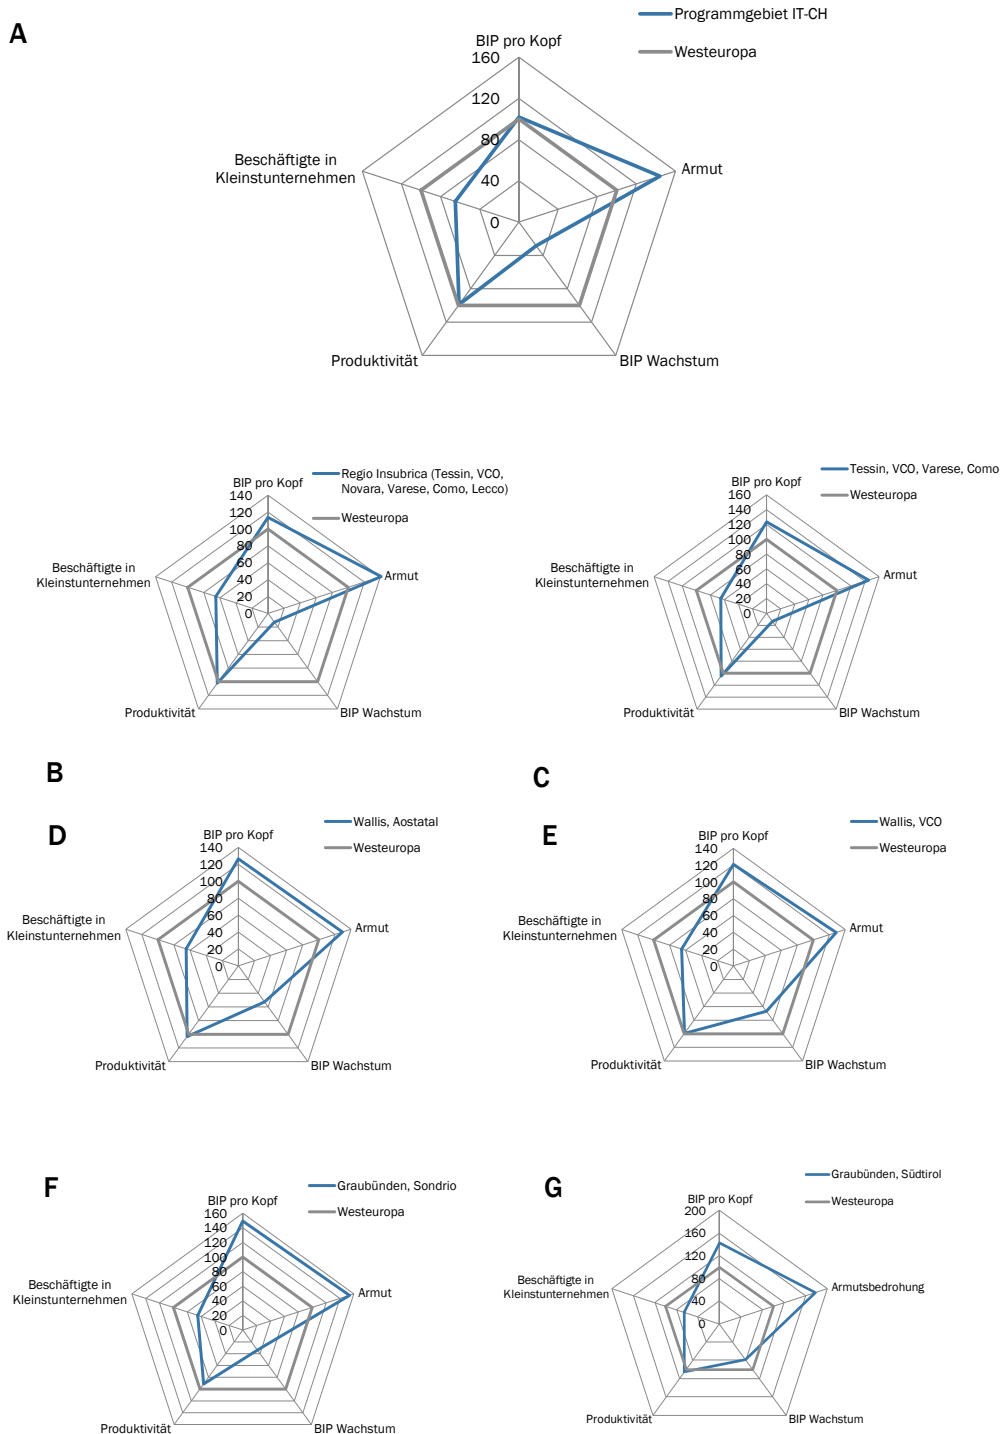 A
Programmgebiet IT-CH
Westeuropa
BIP pro Kopf
160
120
80
40
0
Armut
BIP Wachstum
Produktivität
Beschäftigte in
Kleinstunternehmen
Regio Insubrica (Tessin, VCO,
Novara, Varese, Como, Lecco)
Westeuropa
BIP pro Kopf
140
120
100
80
60
40
20
0
Armut
BIP Wachstum
Produktivität
Beschäftigte in
Kleinstunternehmen
B
Tessin, VCO, Varese, Como
Westeuropa
BIP pro Kopf
160
140
120
100
80
60
40
20
0
Armut
BIP Wachstum
Produktivität
Beschäftigte in
Kleinstunternehmen
C
D
Wallis, Aostatal
Westeuropa
BIP pro Kopf
140
120
100
80
60
40
20
0
Armut
BIP Wachstum
Produktivität
Beschäftigte in
Kleinstunternehmen
E
Wallis, VCO
Westeuropa
BIP pro Kopf
140
120
100
80
60
40
20
0
Armut
BIP Wachstum
Produktivität
Beschäftigte in
Kleinstunternehmen
F
Graubünden, Sondrio
Westeuropa
BIP pro Kopf
160
140
120
100
80
60
40
20
0
Armut
BIP Wachstum
Produktivität
Beschäftigte in
Kleinstunternehmen
G
Graubünden, Südtirol
Westeuropa
BIP pro Kopf
200
160
120
80
40
0
Armutsbedrohung
BIP Wachstum
Produktivität
Beschäftigte in
Kleinstunternehmen